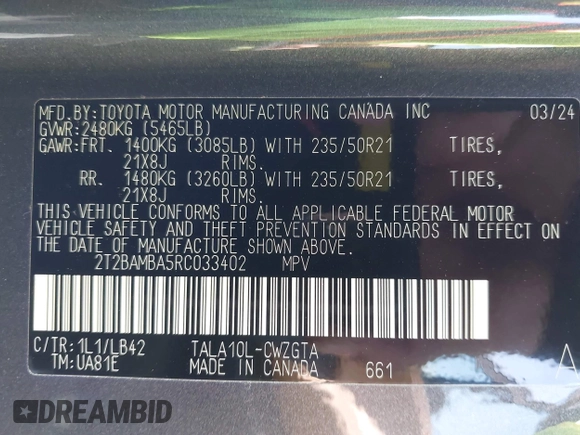 MFD.BY:TOYOTA MOTOR MANUFACTURING CANADA INC 03/24
GVWR:2480KG (5465LB)
GAWR:FRT. 1400KG (3085LB) WITH 235/50R21 TIRES,
21X8J RIMS.
RR. 1480KG (3260LB) WITH 235/50R21 TIRES,
21X8J RIMS.
THIS VEHICLE CONFORMS TO ALL APPLICABLE FEDERAL MOTOR
VEHICLE SAFETY AND THEFT PREVENTION STANDARDS IN EFFECT ON
THE DATE OF MANUFACTURE SHOWN ABOVE.
2T2BAMBA5RC033402 MPV
C/TR:1L1/LB42 TALA10L-CWZGTA
TM:UA81E MADE IN CANADA 661 A
DREAMBID